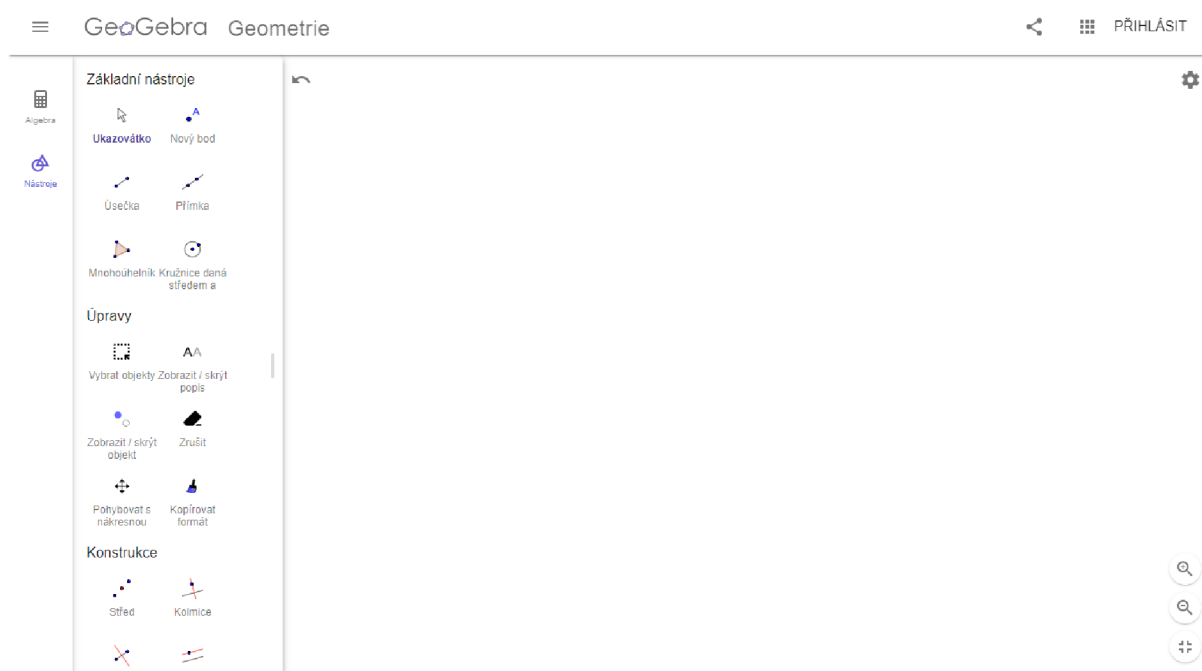 GeoGebra Geometrie PŘIHLÁSIT
Algebra
Nástroje
Základní nástroje
Ukazovátko Nový bod
Úsečka Přímka
Mnohoúhelník Kružnice daná
středem a
Úpravy
Vybrat objekty Zobrazit / skrýt
popis
Zobrazit / skrýt Zrušit
objekt
Pohybovat s Kopírovat
nákresnou formát
Konstrukce
Střed Kolmice